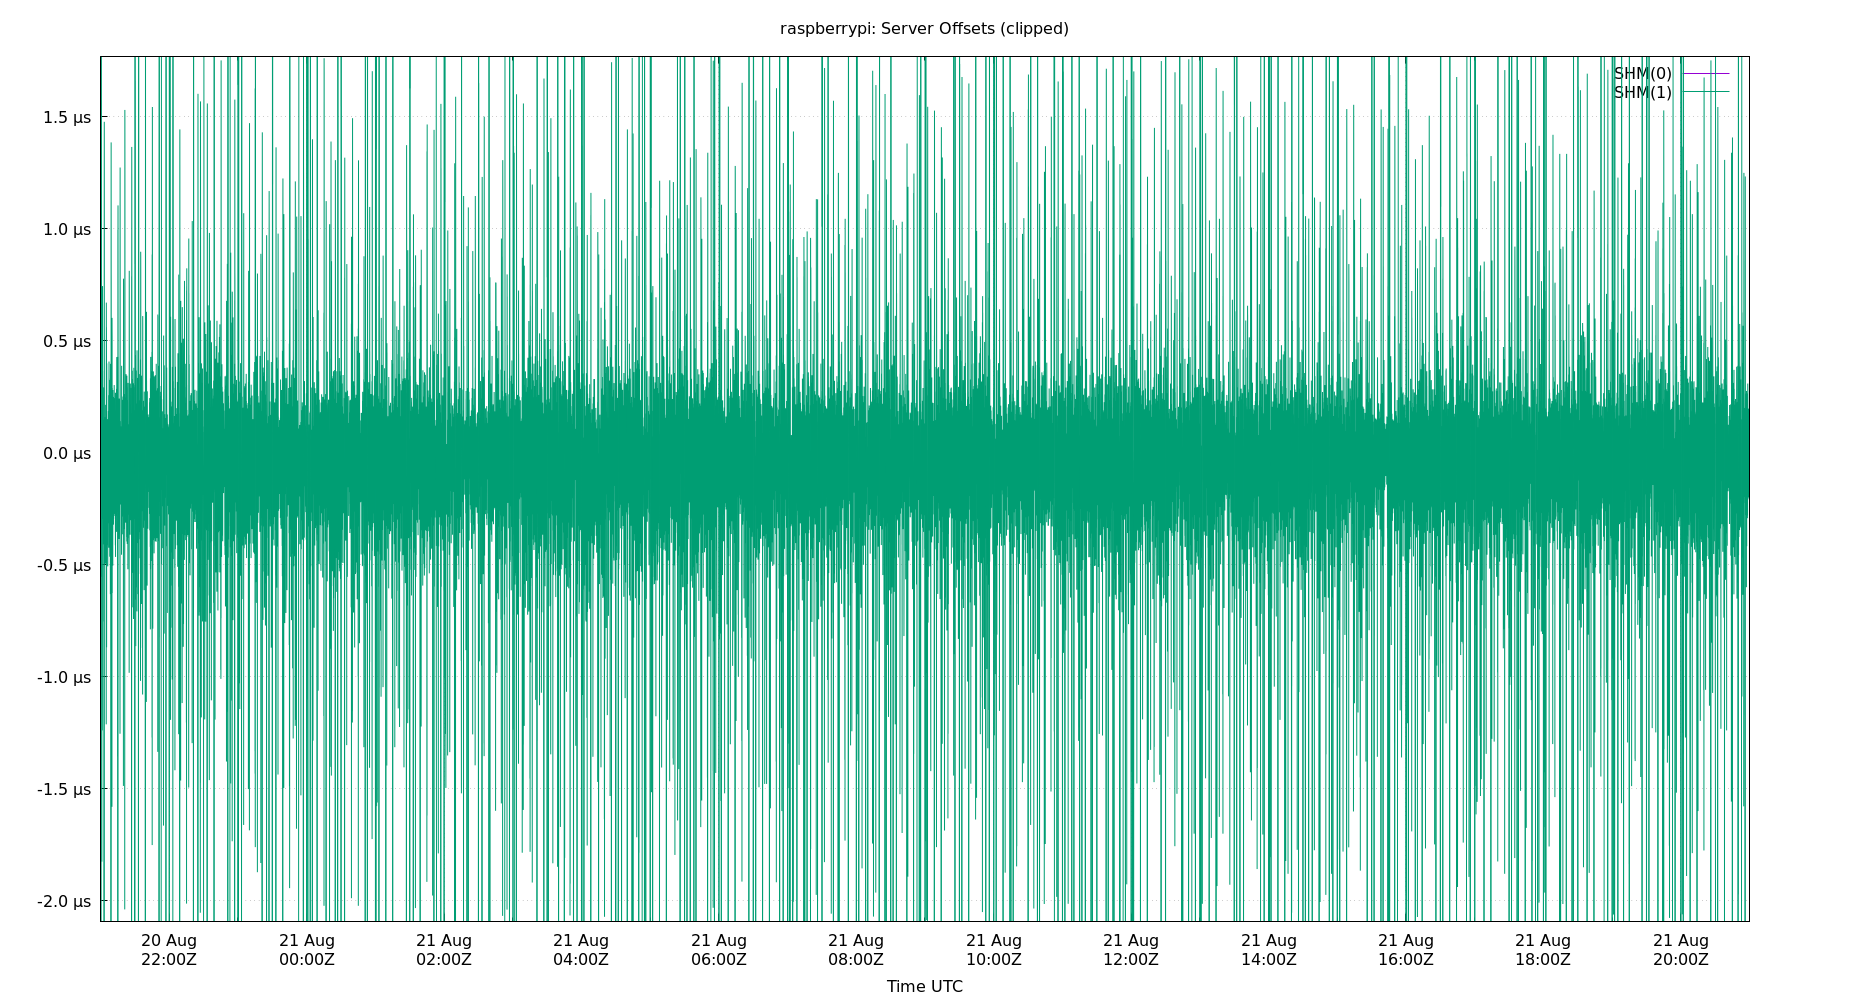 raspberrypi: Server Offsets (clipped)
SHM(0)
SHM(1)
1.5 µs
1.0 µs
0.5 µs
0.0 µs
-0.5 µs
-1.0 µs
-1.5 µs
-2.0 µs
20 Aug 21 Aug 21 Aug 21 Aug 21 Aug 21 Aug 21 Aug 21 Aug 21 Aug 21 Aug 21 Aug 21 Aug
22:00Z 00:00Z 02:00Z 04:00Z 06:00Z 08:00Z 10:00Z 12:00Z 14:00Z 16:00Z 18:00Z 20:00Z
Time UTC